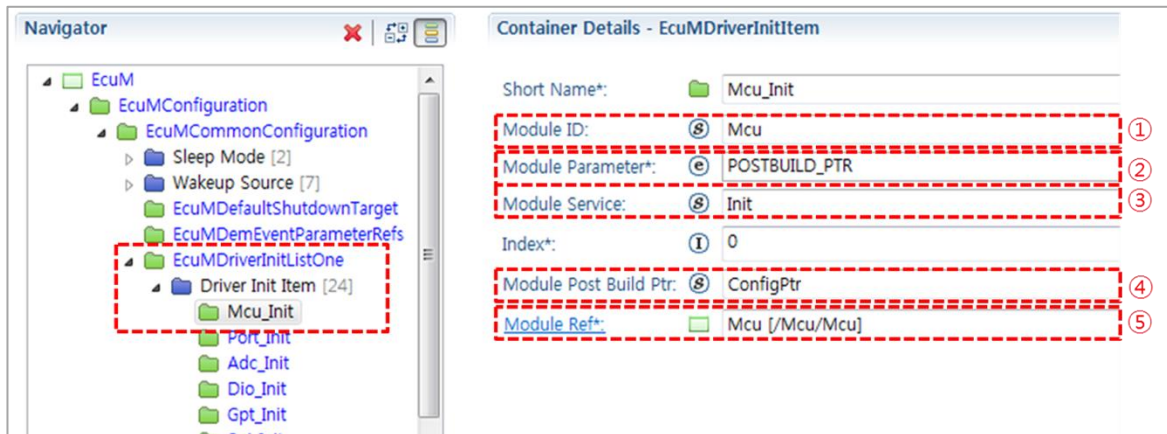 Navigator
EcuM
EcuMConfiguration
EcuMCommonConfiguration
Sleep Mode [2]
Wakeup Source [7]
EcuMDefaultShutdownTarget
EcuMDemEventParameterRefs
EcuMDriverInitListOne
Driver Init Item [24]
Mcu_Init
Port_Init
Adc_Init
Dio_Init
Gpt_Init
Container Details - EcuMDriverInitItem
Short Name*: Mcu_Init
Module ID: S Mcu ①
Module Parameter*: e POSTBUILD_PTR ②
Module Service: S Init ③
Index*: I 0
Module Post Build Ptr: S ConfigPtr ④
Module Ref*: Mcu [/Mcu/Mcu] ⑤